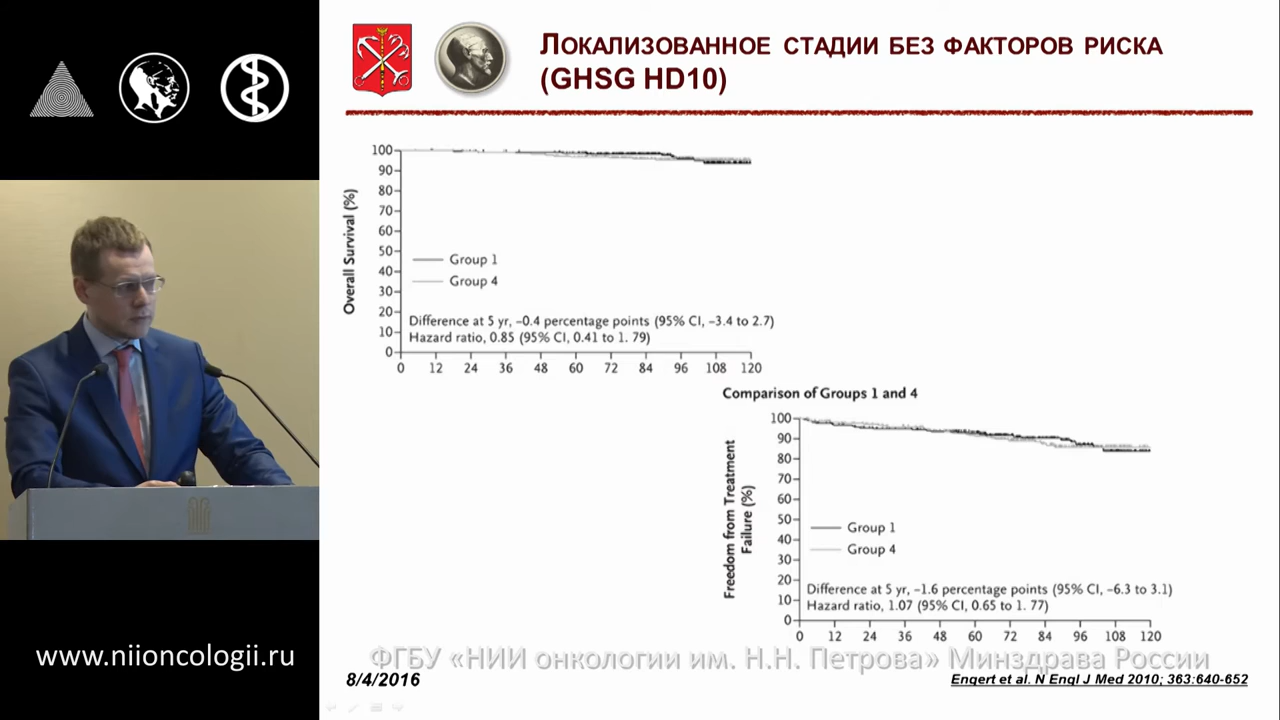 Локализованное стадии без факторов риска
(GHSG HD10)
Overall Survival (%)
100
90
80
70
60
50
40
30
20
10
0
Group 1
Group 4
Difference at 5 yr, −0.4 percentage points (95% CI, −3.4 to 2.7)
Hazard ratio, 0.85 (95% CI, 0.41 to 1. 79)
0 12 24 36 48 60 72 84 96 108 120
Comparison of Groups 1 and 4
Freedom from Treatment
Failure (%)
100
90
80
70
60
50
40
30
20
10
0
Group 1
Group 4
Difference at 5 yr, −1.6 percentage points (95% CI, −6.3 to 3.1)
Hazard ratio, 1.07 (95% CI, 0.65 to 1. 77)
0 12 24 36 48 60 72 84 96 108 120
www.niioncologii.ru
ФГБУ «НИИ онкологии им. Н.Н. Петрова» Минздрава России
8/4/2016
Engert et al. N Engl J Med 2010; 363:640-652